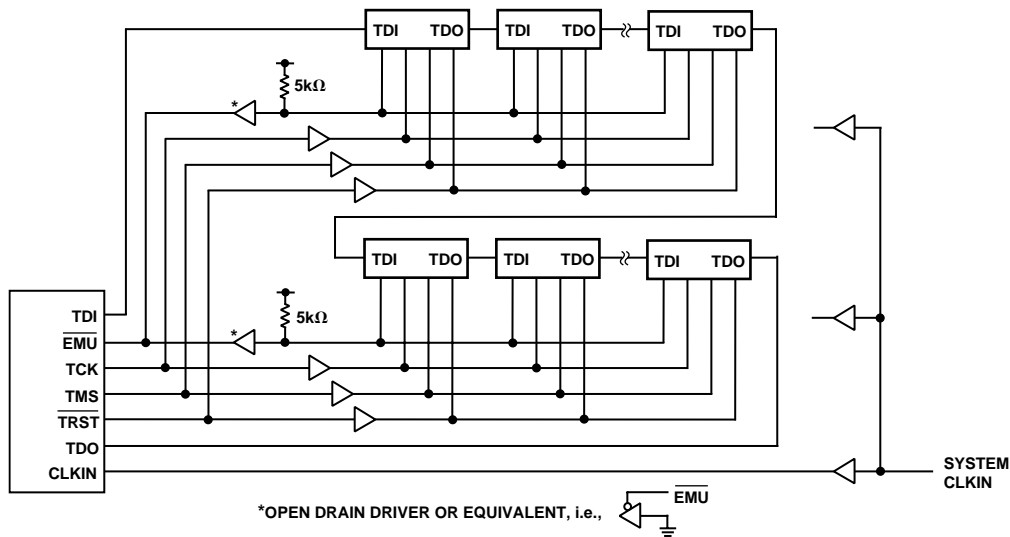 TDI TDO TDI TDO TDI TDO
5kΩ
*
TDI TDO TDI TDO TDI TDO
5kΩ
*
TDI
EMU
TCK
TMS
TRST
TDO
CLKIN
SYSTEM
CLKIN
*OPEN DRAIN DRIVER OR EQUIVALENT, i.e.,
EMU